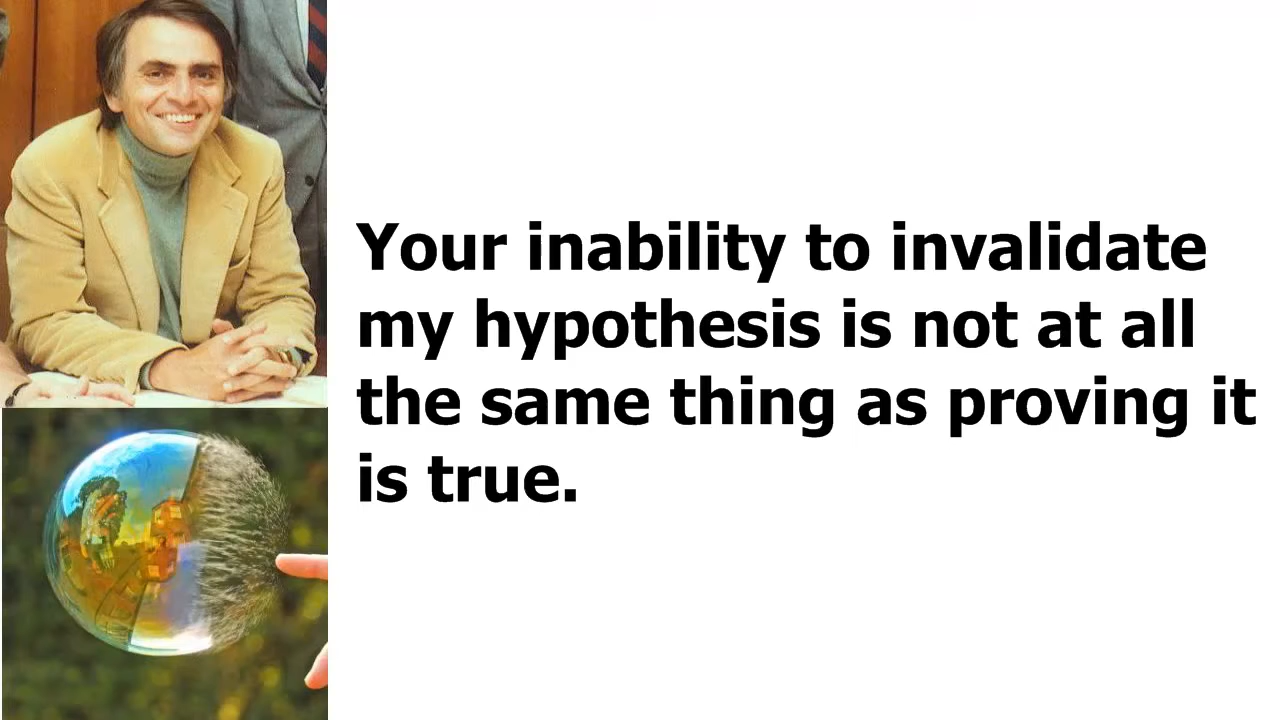 Your inability to invalidate
my hypothesis is not at all
the same thing as proving it
is true.